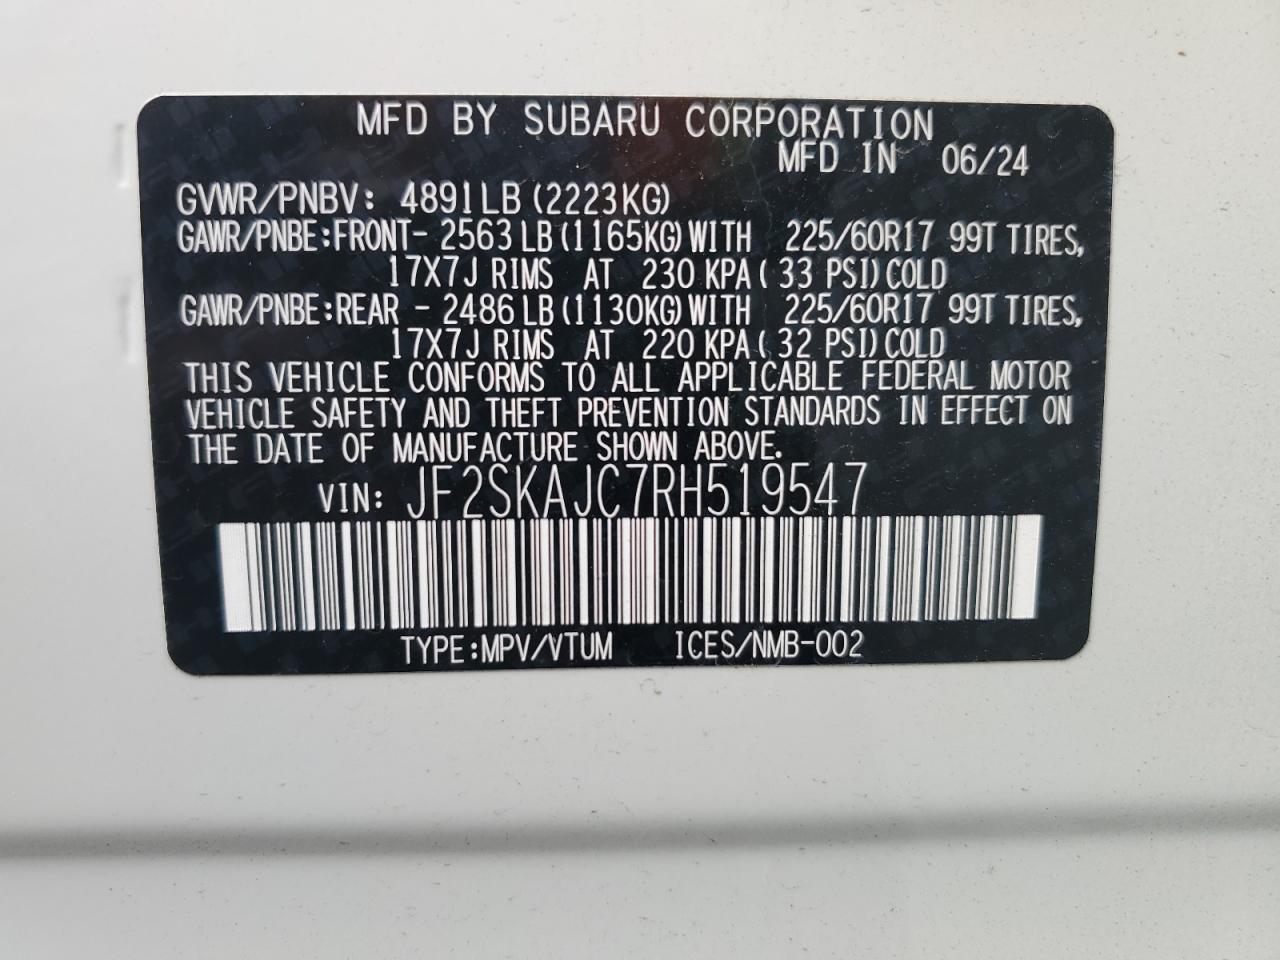 MFD BY SUBARU CORPORATION
MFD IN 06/24
GVWR/PNBV: 4891LB (2223KG)
GAWR/PNBE:FRONT- 2563LB(1165KG)WITH 225/60R17 99T TIRES,
17X7J RIMS AT 230 KPA( 33 PSI)COLD
GAWR/PNBE:REAR - 2486LB(1130KG)WITH 225/60R17 99T TIRES,
17X7J RIMS AT 220 KPA( 32 PSI)COLD
THIS VEHICLE CONFORMS TO ALL APPLICABLE FEDERAL MOTOR
VEHICLE SAFETY AND THEFT PREVENTION STANDARDS IN EFFECT ON
THE DATE OF MANUFACTURE SHOWN ABOVE.
VIN: JF2SKAJC7RH519547
TYPE:MPV/VTUM ICES/NMB-002